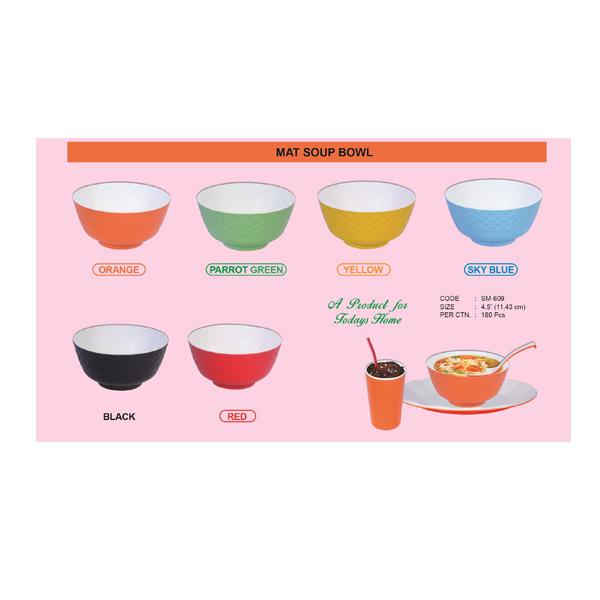 MAT SOUP BOWL
ORANGE
PARROT GREEN
YELLOW
SKY BLUE
A Product for
Todays Home
CODE : SM-609
SIZE : 4.5" (11.43 cm)
PER CTN. : 180 Pcs
BLACK
RED